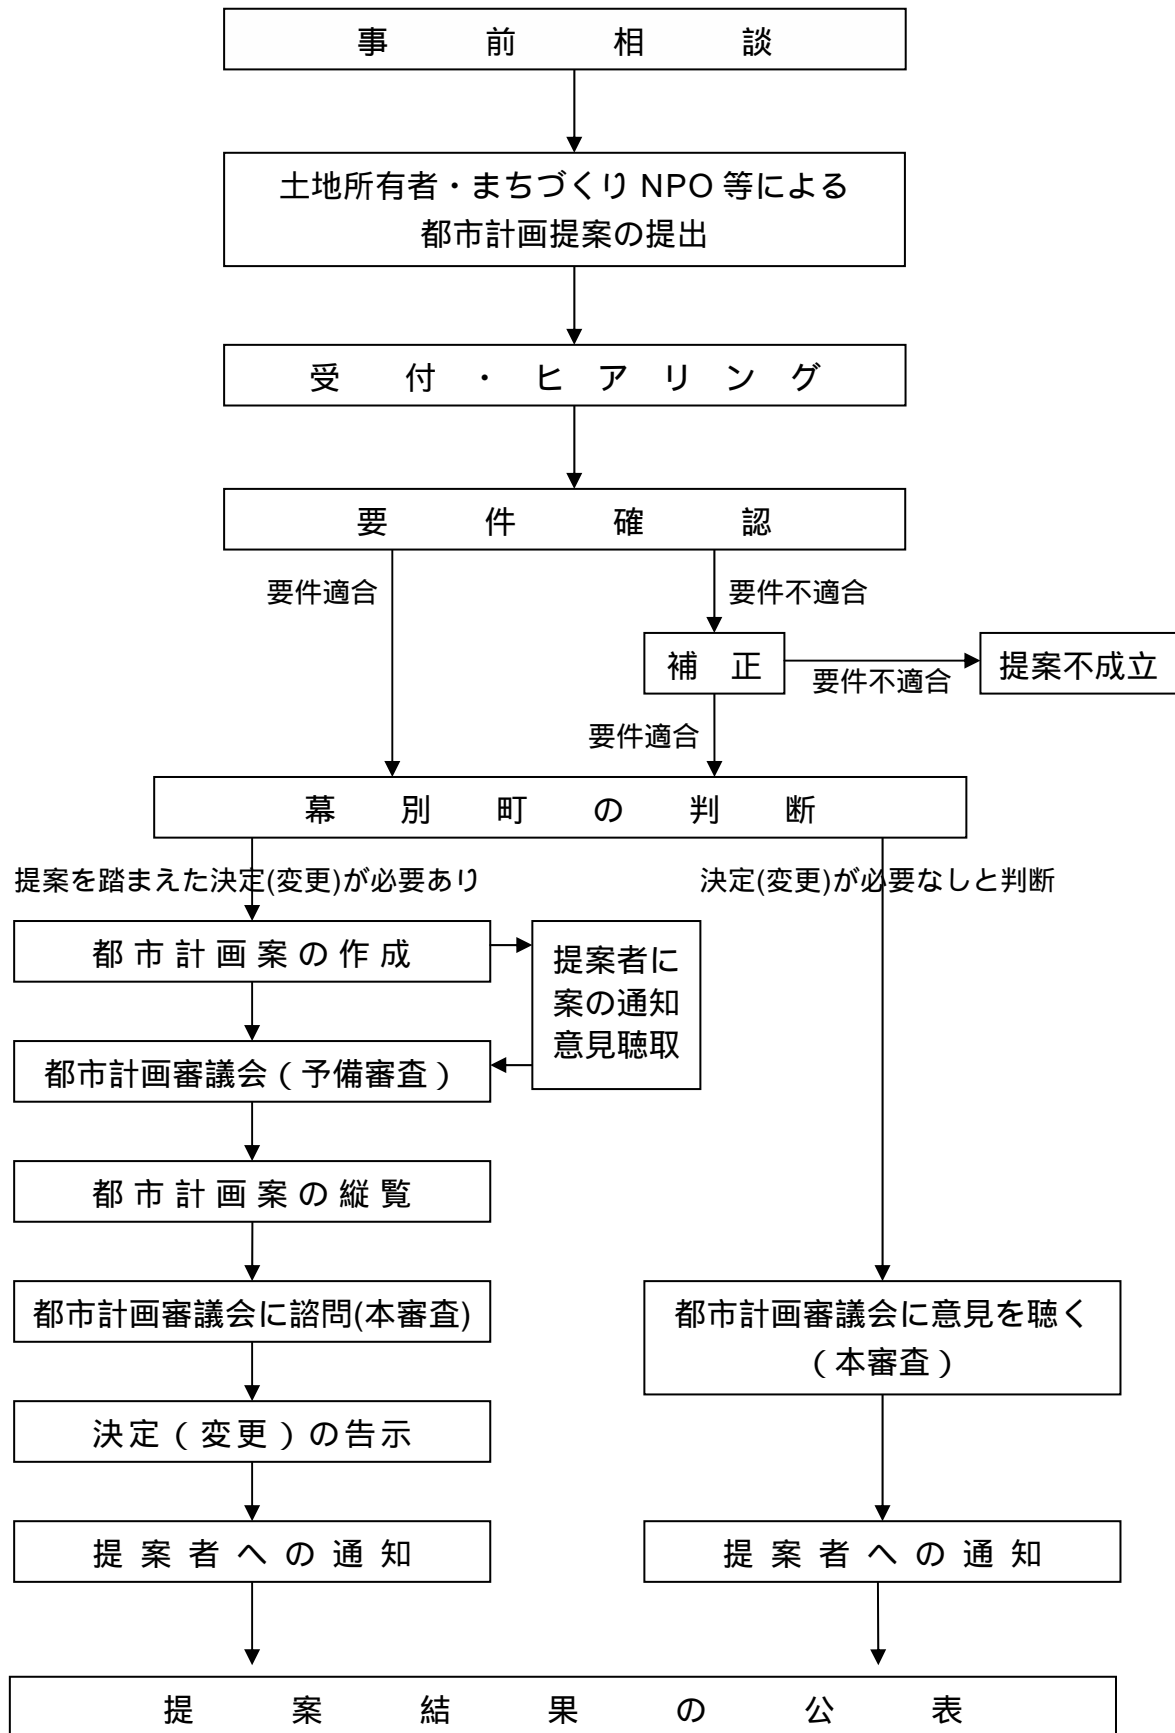 事前相談
土地所有者・まちづくり NPO 等による
都市計画提案の提出
受付・ヒアリング
要件確認
要件適合
要件不適合
補正
要件不適合
提案不成立
要件適合
幕別町の判断
提案を踏まえた決定(変更)が必要あり
決定(変更)が必要なしと判断
都市計画案の作成
提案者に
案の通知
意見聴取
都市計画審議会（予備審査）
都市計画案の縦覧
都市計画審議会に諮問(本審査)
都市計画審議会に意見を聴く
（本審査）
決定（変更）の告示
提案者への通知
提案者への通知
提案結果の公表